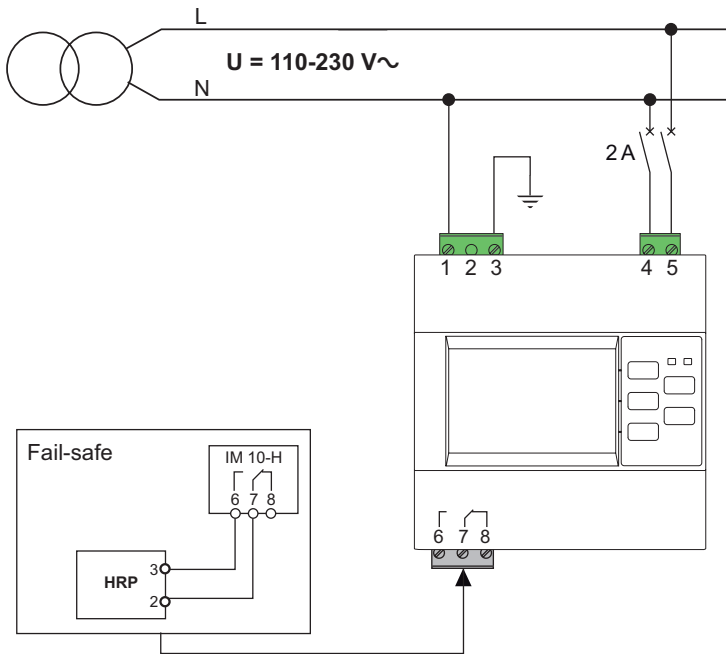 L
U = 110-230 V～
N
2 A
1 2 3
4 5
Fail-safe
IM 10-H
6 7 8
3
HRP
2
6 7 8